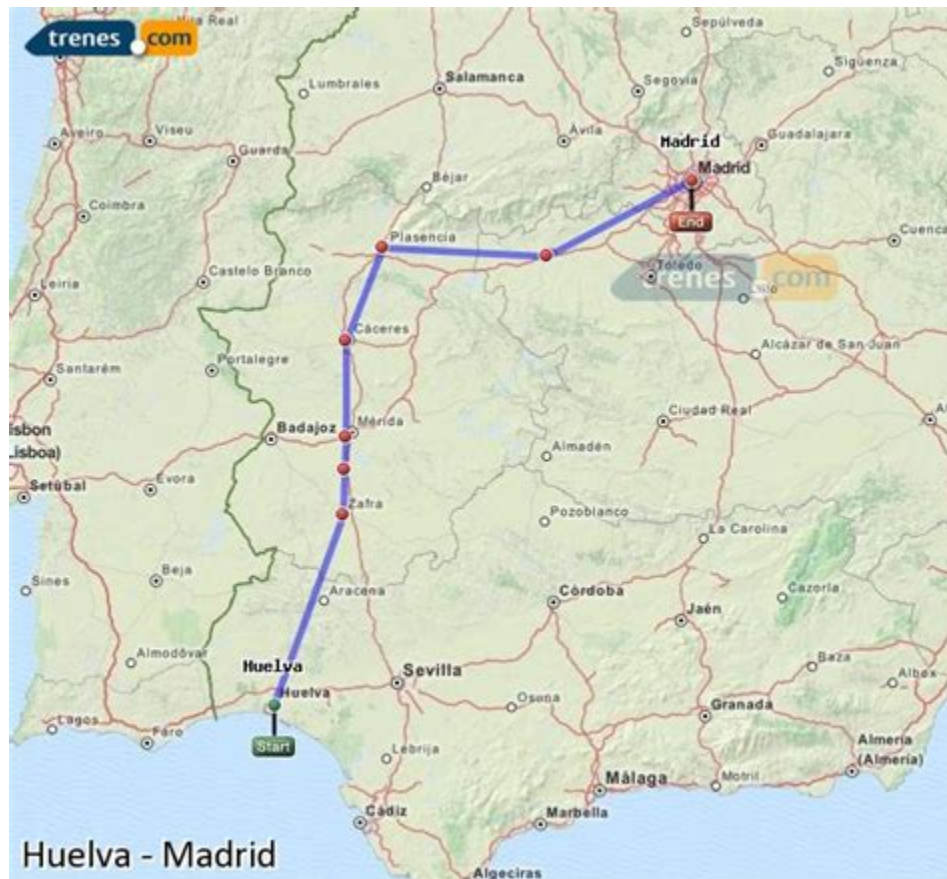 trenes.com
Vila Real
Sepúlveda
Sigüenza
Lumbrales
Salamanca
Segovia
Aveiro
Viseu
Guarda
Ávila
Madrid
Guadalajara
Madrid
Béjar
Coimbra
End
Plasencia
Cuenca
Castelo Branco
Toledo
trenes.com
Leiria
Cáceres
Alcázar de San Juan
Portalegre
Santarém
Ciudad Real
Mérida
Badajoz
Lisboa)
Almadén
Évora
Setúbal
Zafra
Pozoblanco
La Carolina
Beja
Sines
Aracena
Córdoba
Cazorla
Jaén
Almodóvar
Huelva
Sevilla
Baza
Albox
Huelva
Osuna
Granada
Lagos
Faro
Start
Lebrija
Almería
(Almería)
Málaga
Motril
Cádiz
Marbella
Huelva - Madrid
Algeciras